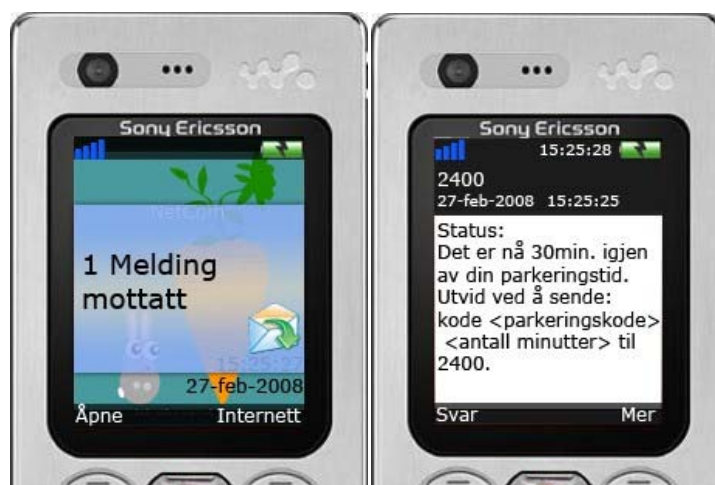 Sony Ericsson
NetCom
1 Melding
mottatt
15:25:27
27-feb-2008
Åpne Internett
Sony Ericsson
15:25:28
2400
27-feb-2008 15:25:25
Status:
Det er nå 30min. igjen
av din parkeringstid.
Utvid ved å sende:
kode <parkeringskode>
<antall minutter> til
2400.
Svar Mer